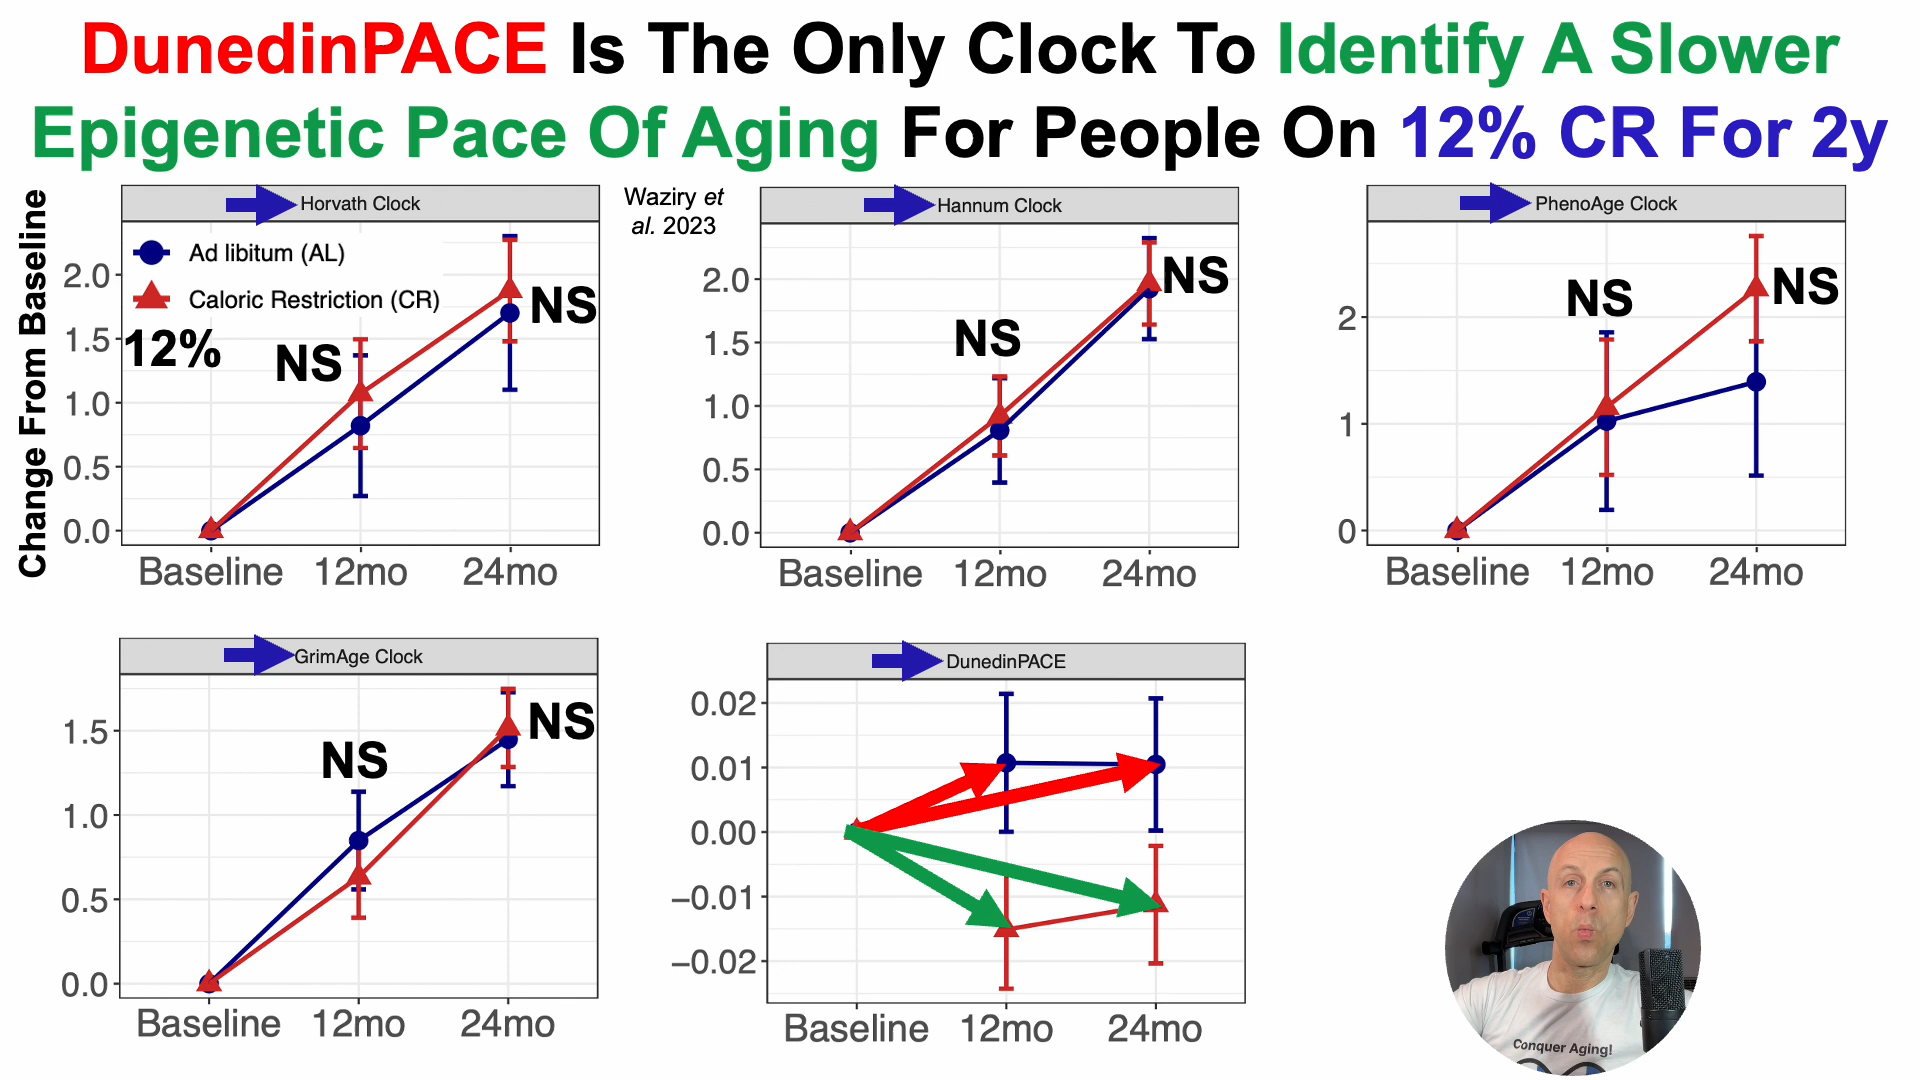 DunedinPACE Is The Only Clock To Identify A Slower
Epigenetic Pace Of Aging For People On 12% CR For 2y
Waziry et
al. 2023
Change From Baseline
Horvath Clock
Ad libitum (AL)
Caloric Restriction (CR)
12%
NS
NS
2.0
1.5
1.0
0.5
0.0
Baseline 12mo 24mo
Hannum Clock
NS
NS
2.0
1.5
1.0
0.5
0.0
Baseline 12mo 24mo
PhenoAge Clock
NS
NS
2
1
0
Baseline 12mo 24mo
GrimAge Clock
NS
NS
1.5
1.0
0.5
0.0
Baseline 12mo 24mo
DunedinPACE
0.02
0.01
0.00
−0.01
−0.02
Baseline 12mo 24mo
Conquer Aging!